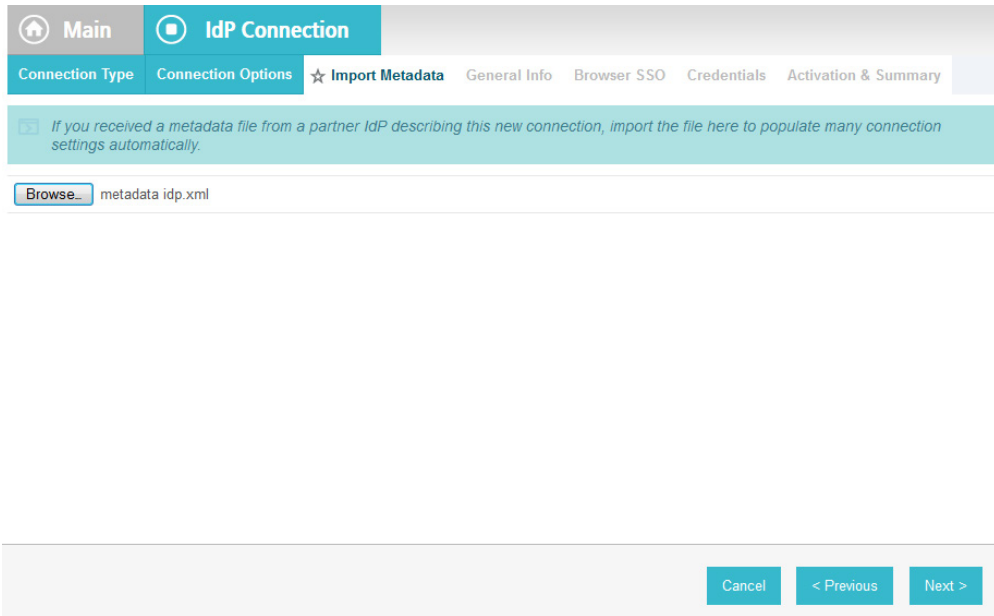 Main IdP Connection
Connection Type Connection Options Import Metadata General Info Browser SSO Credentials Activation & Summary
If you received a metadata file from a partner IdP describing this new connection, import the file here to populate many connection
settings automatically.
Browse... metadata idp.xml
Cancel < Previous Next >